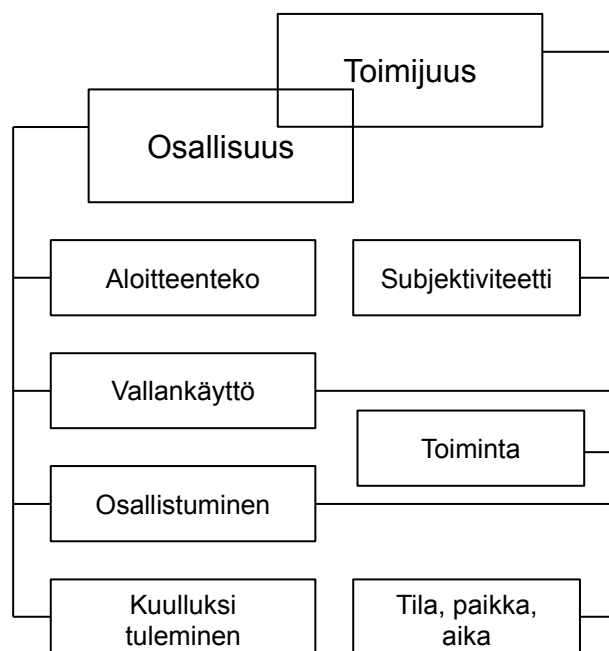 Toimijuus
Osallisuus
Aloitteenteko
Subjektiviteetti
Vallankäyttö
Toiminta
Osallistuminen
Kuulluksi
tuleminen
Tila, paikka,
aika